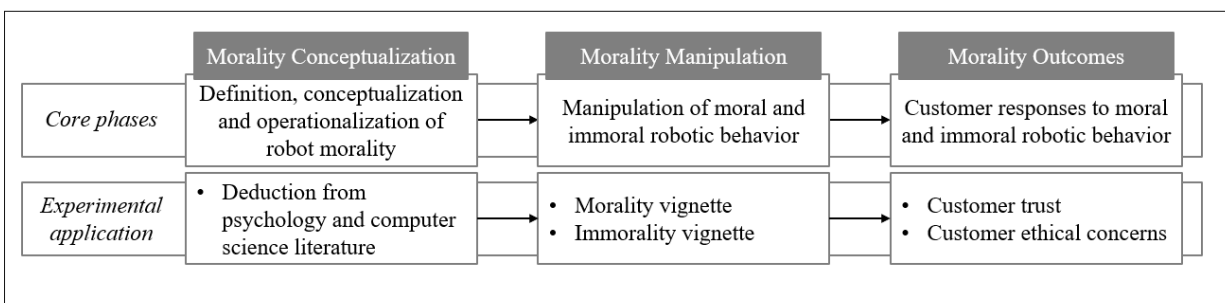 Morality Conceptualization
Morality Manipulation
Morality Outcomes
Core phases
Definition, conceptualization
and operationalization of
robot morality
Manipulation of moral and
immoral robotic behavior
Customer responses to moral
and immoral robotic behavior
Experimental
application
• Deduction from
psychology and computer
science literature
• Morality vignette
• Immorality vignette
• Customer trust
• Customer ethical concerns